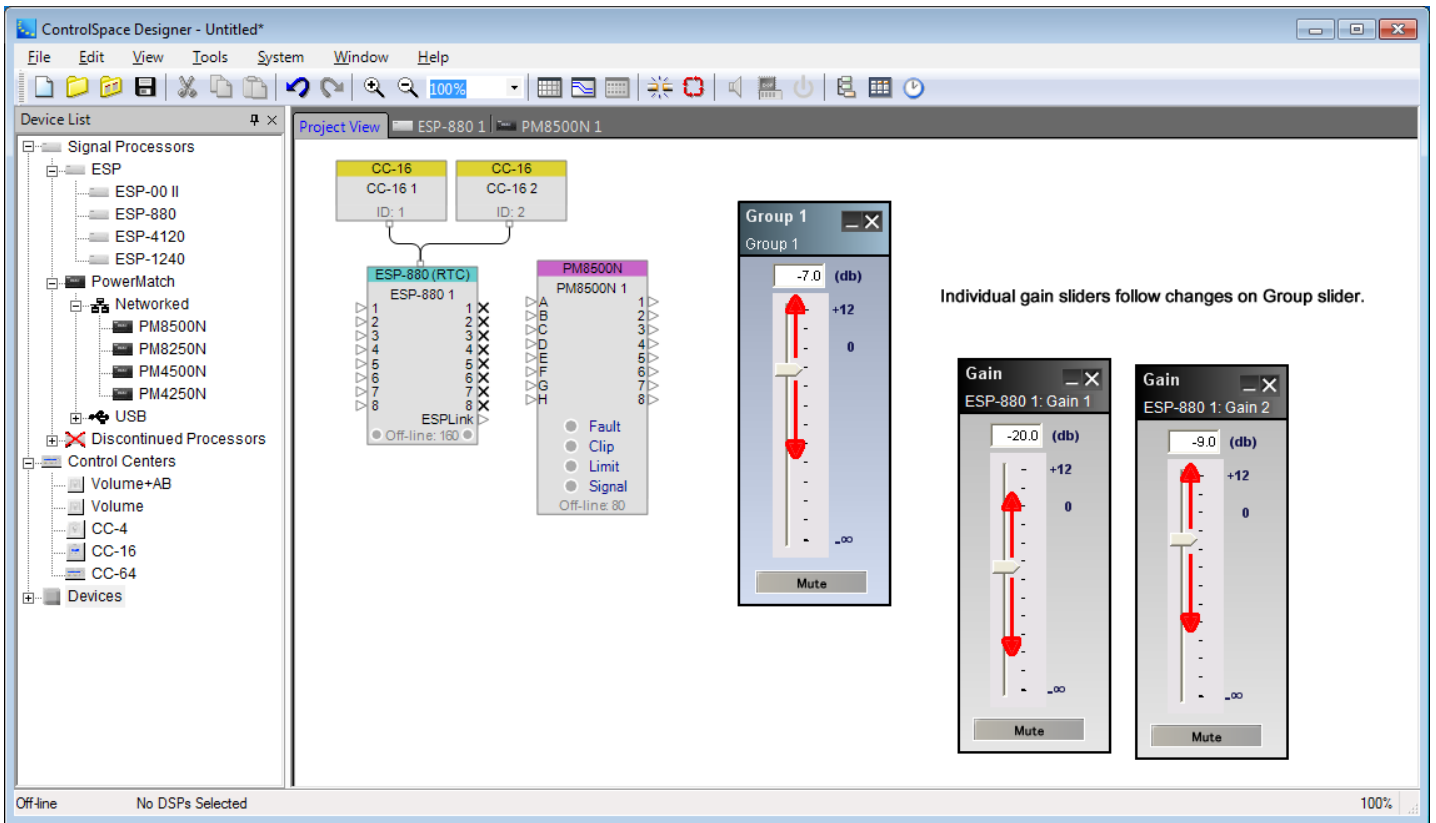 ControlSpace Designer - Untitled*
File Edit View Tools System Window Help
100%
Device List
Signal Processors
ESP
ESP-00 II
ESP-880
ESP-4120
ESP-1240
PowerMatch
Networked
PM8500N
PM8250N
PM4500N
PM4250N
USB
Discontinued Processors
Control Centers
Volume+AB
Volume
CC-4
CC-16
CC-64
Devices
Project View ESP-880 1 PM8500N 1
CC-16
CC-16 1
ID: 1
CC-16
CC-16 2
ID: 2
ESP-880 (RTC)
ESP-880 1
1 1
2 2
3 3
4 4
5 5
6 6
7 7
8 8
ESPLink
Off-line: 160
PM8500N
PM8500N 1
A 1
B 2
C 3
D 4
E 5
F 6
G 7
H 8
Fault
Clip
Limit
Signal
Off-line: 80
Group 1
Group 1
-7.0 (db)
+12
0
-∞
Mute
Individual gain sliders follow changes on Group slider.
Gain
ESP-880 1: Gain 1
-20.0 (db)
+12
0
-∞
Mute
Gain
ESP-880 1: Gain 2
-9.0 (db)
+12
0
-∞
Mute
Off-line No DSPs Selected 100%